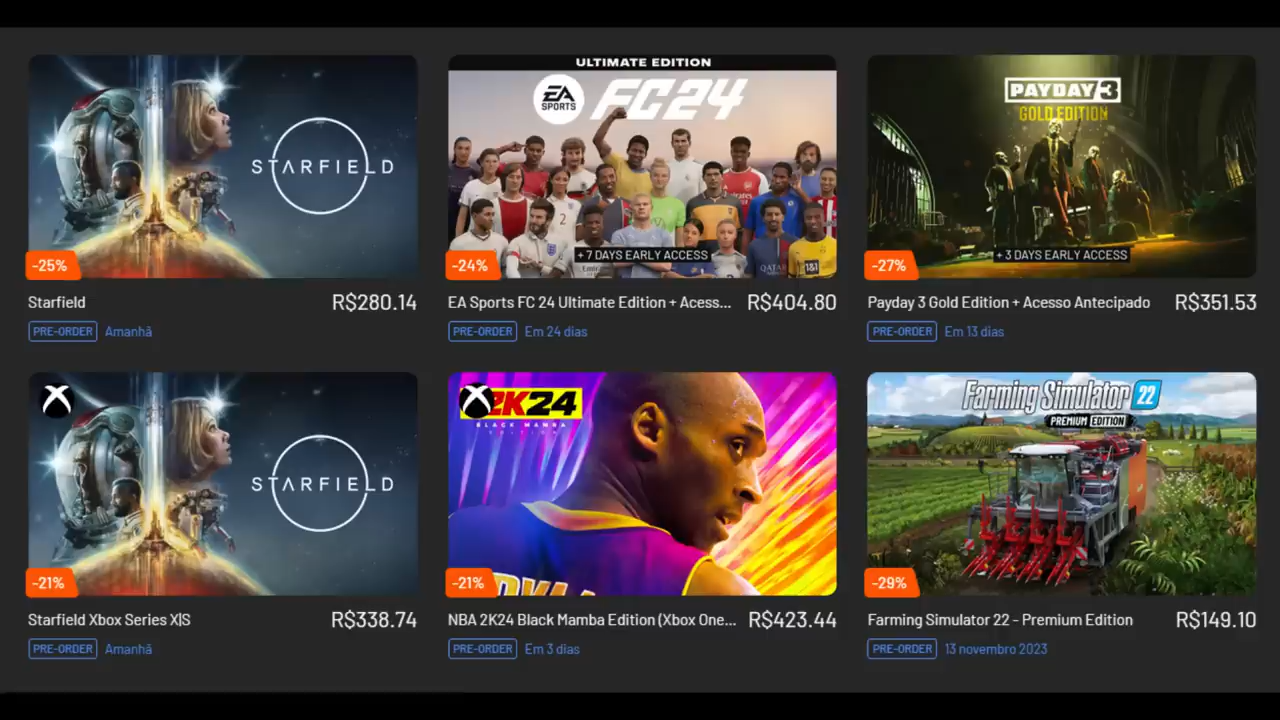 STARFIELD
-25%
Starfield
R$280.14
PRE-ORDER
Amanhã
ULTIMATE EDITION
EA SPORTS FC 24
+ 7 DAYS EARLY ACCESS
-24%
EA Sports FC 24 Ultimate Edition + Acess...
R$404.80
PRE-ORDER
Em 24 dias
PAYDAY 3
GOLD EDITION
+ 3 DAYS EARLY ACCESS
-27%
Payday 3 Gold Edition + Acesso Antecipado
R$351.53
PRE-ORDER
Em 13 dias
STARFIELD
-21%
Starfield Xbox Series X|S
R$338.74
PRE-ORDER
Amanhã
2K24
BLACK MAMBA
EDITION
-21%
NBA 2K24 Black Mamba Edition (Xbox One...
R$423.44
PRE-ORDER
Em 3 dias
Farming Simulator 22
PREMIUM EDITION
-29%
Farming Simulator 22 - Premium Edition
R$149.10
PRE-ORDER
13 novembro 2023